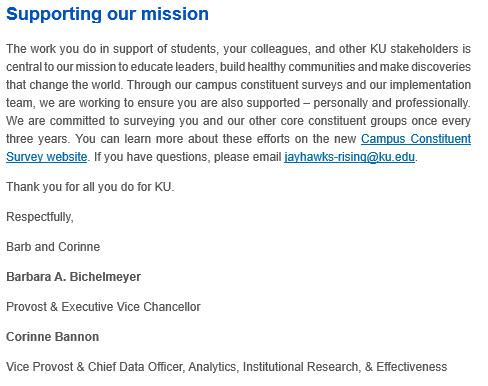 Supporting our mission
The work you do in support of students, your colleagues, and other KU stakeholders is
central to our mission to educate leaders, build healthy communities and make discoveries
that change the world. Through our campus constituent surveys and our implementation
team, we are working to ensure you are also supported – personally and professionally.
We are committed to surveying you and our other core constituent groups once every
three years. You can learn more about these efforts on the new Campus Constituent
Survey website. If you have questions, please email jayhawks-rising@ku.edu.
Thank you for all you do for KU.
Respectfully,
Barb and Corinne
Barbara A. Bichelmeyer
Provost & Executive Vice Chancellor
Corinne Bannon
Vice Provost & Chief Data Officer, Analytics, Institutional Research, & Effectiveness